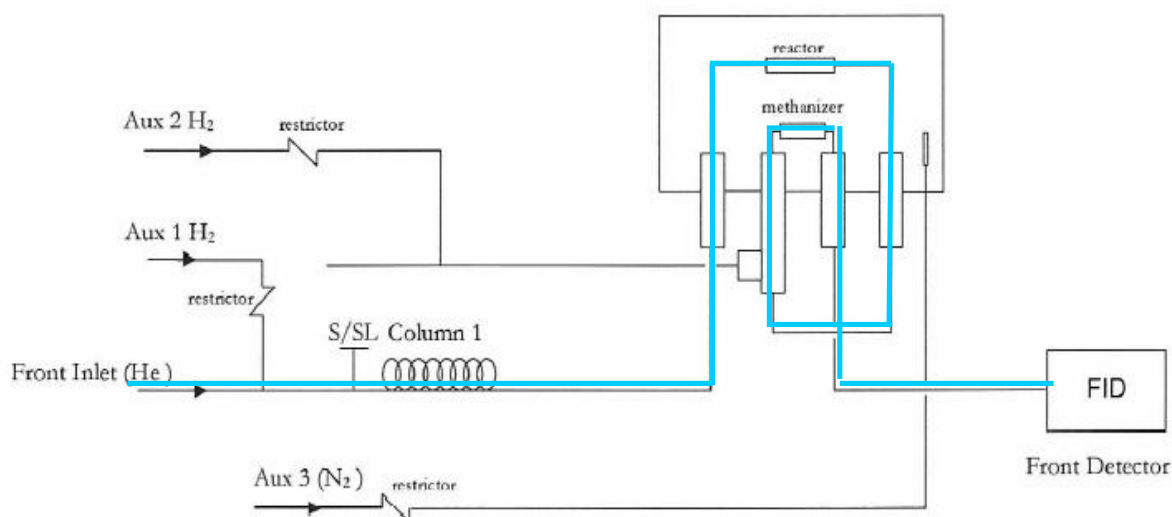 reactor
methanizer
Aux 2 H₂
restrictor
Aux 1 H₂
restrictor
S/SL Column 1
Front Inlet (He)
FID
Front Detector
Aux 3 (N₂)
restrictor